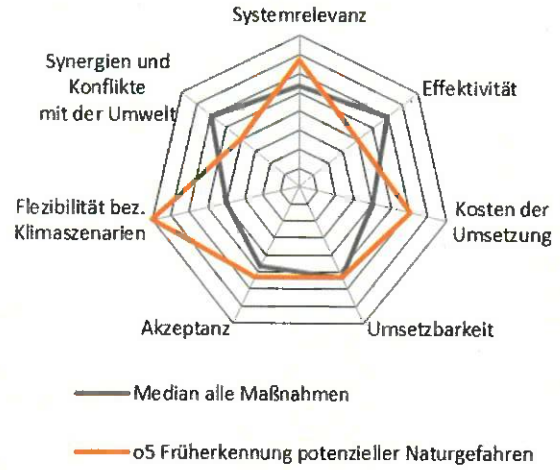 Systemrelevanz
Synergien und
Konflikte
mit der Umwelt
Effektivität
Flezibilität bez.
Klimaszenarien
Kosten der
Umsetzung
Akzeptanz
Umsetzbarkeit
Median alle Maßnahmen
o5 Früherkennung potenzieller Naturgefahren